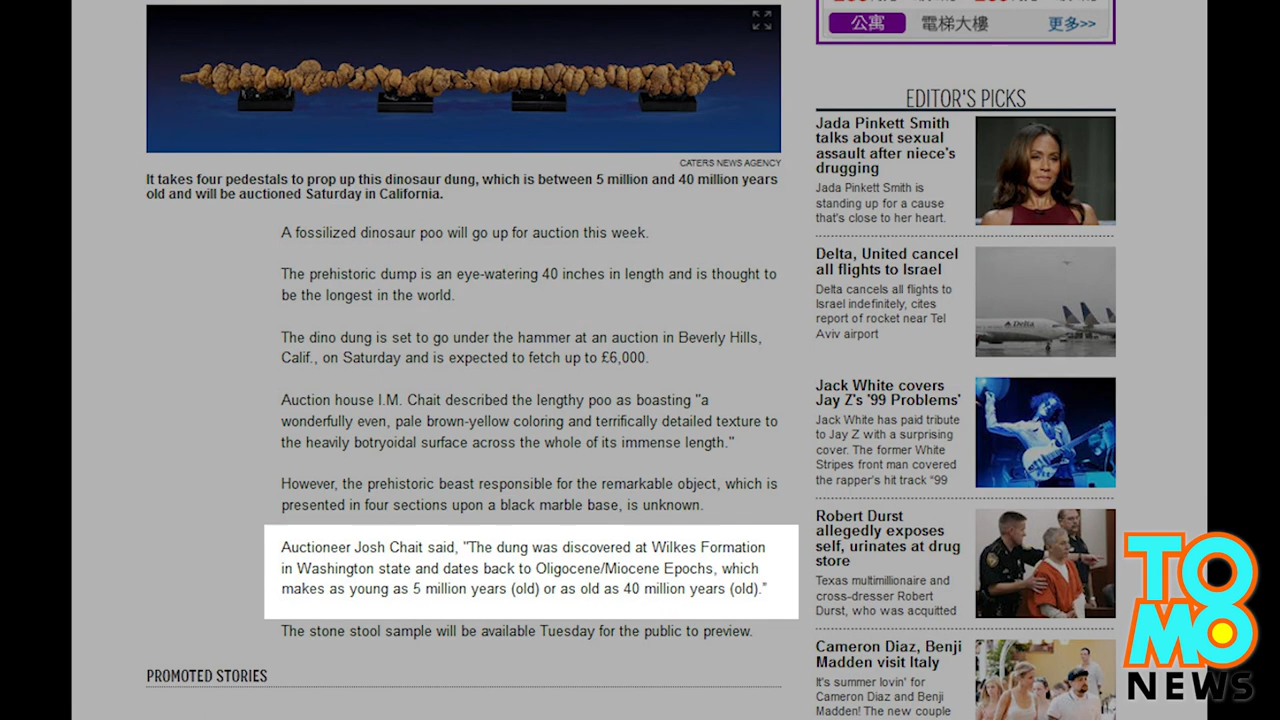 公寓
電梯大樓
更多>>
CATERS NEWS AGENCY
It takes four pedestals to prop up this dinosaur dung, which is between 5 million and 40 million years
old and will be auctioned Saturday in California.
A fossilized dinosaur poo will go up for auction this week.
The prehistoric dump is an eye-watering 40 inches in length and is thought to
be the longest in the world.
The dino dung is set to go under the hammer at an auction in Beverly Hills,
Calif., on Saturday and is expected to fetch up to £6,000.
Auction house I.M. Chait described the lengthy poo as boasting "a
wonderfully even, pale brown-yellow coloring and terrifically detailed texture to
the heavily botryoidal surface across the whole of its immense length."
However, the prehistoric beast responsible for the remarkable object, which is
presented in four sections upon a black marble base, is unknown.
Auctioneer Josh Chait said, "The dung was discovered at Wilkes Formation
in Washington state and dates back to Oligocene/Miocene Epochs, which
makes as young as 5 million years (old) or as old as 40 million years (old)."
The stone stool sample will be available Tuesday for the public to preview.
PROMOTED STORIES
EDITOR'S PICKS
Jada Pinkett Smith
talks about sexual
assault after niece's
drugging
Jada Pinkett Smith is
standing up for a cause
that's close to her heart.
Delta, United cancel
all flights to Israel
Delta cancels all flights to
Israel indefinitely, cites
report of rocket near Tel
Aviv airport
Delta
Jack White covers
Jay Z's '99 Problems'
Jack White has paid tribute
to Jay Z with a surprising
cover. The former White
Stripes front man covered
the rapper's hit track "99
Robert Durst
allegedly exposes
self, urinates at drug
store
Texas multimillionaire and
cross-dresser Robert
Durst, who was acquitted
Cameron Diaz, Benji
Madden visit Italy
It's summer lovin' for
Cameron Diaz and Benji
Madden! The new couple
TOMO
NEWS